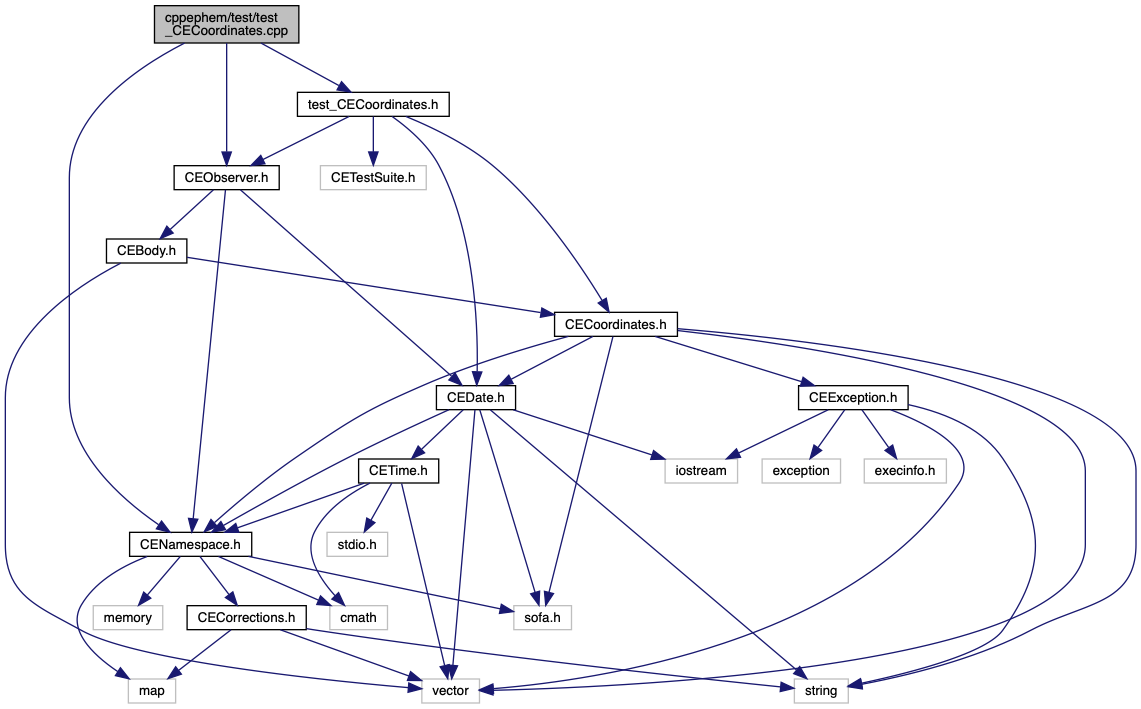 cppephem/test/test
_CECoordinates.cpp
test_CECoordinates.h
CEObserver.h
CETestSuite.h
CEBody.h
CECoordinates.h
CEDate.h
CEException.h
CETime.h
iostream
exception
execinfo.h
CENamespace.h
stdio.h
memory
CECorrections.h
cmath
sofa.h
map
vector
string